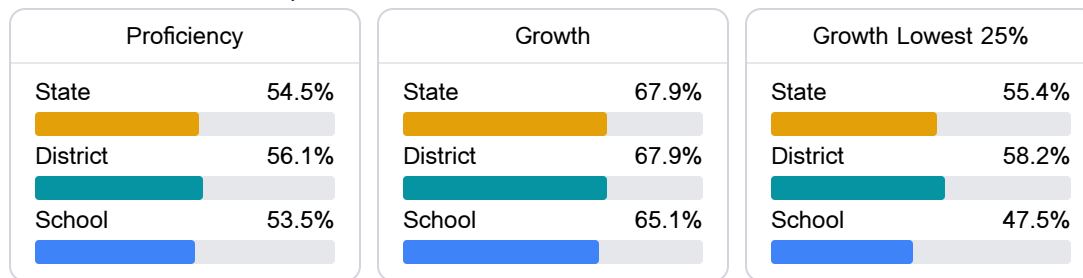 Proficiency
State 54.5%
District 56.1%
School 53.5%
Growth
State 67.9%
District 67.9%
School 65.1%
Growth Lowest 25%
State 55.4%
District 58.2%
School 47.5%